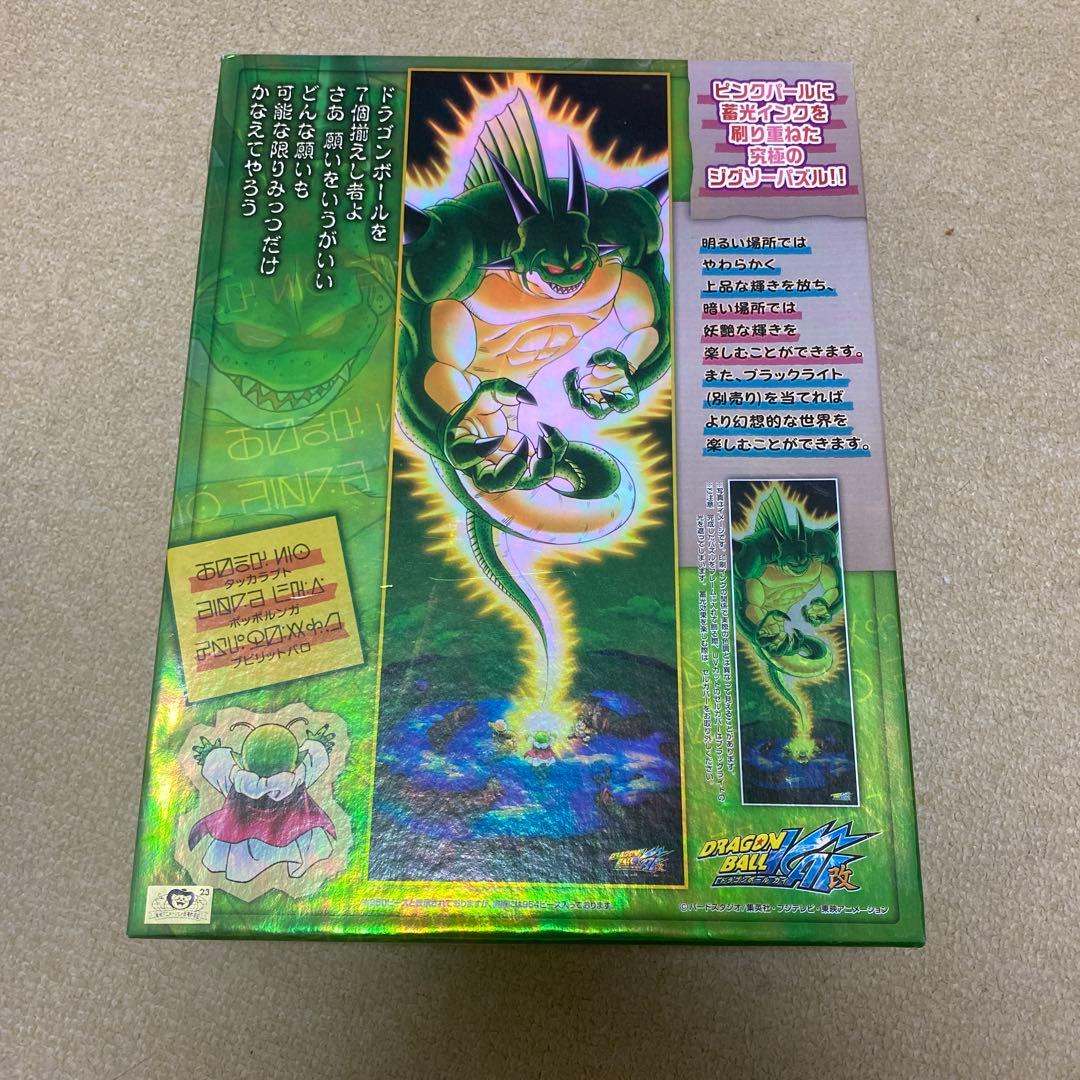 ドラゴンボールを
7個揃えし者よ
さあ 願いをいうがいい
どんな願いも
可能な限りみっつだけ
かなえてやろう
ピンクパールに
蓄光インクを
刷り重ねた
究極の
ジグソーパズル!!
明るい場所では
やわらかく
上品な輝きを放ち、
暗い場所では
妖艶な輝きを
楽しむことができます。
また、ブラックライト
(別売り)を当てれば
より幻想的な世界を
楽しむことができます。
タッカラプト
ポッポルンガ
プピリットパロ
23
DRAGON
BALL
KAI
改
ドラゴンボール改
©バードスタジオ/集英社・フジテレビ・東映アニメーション